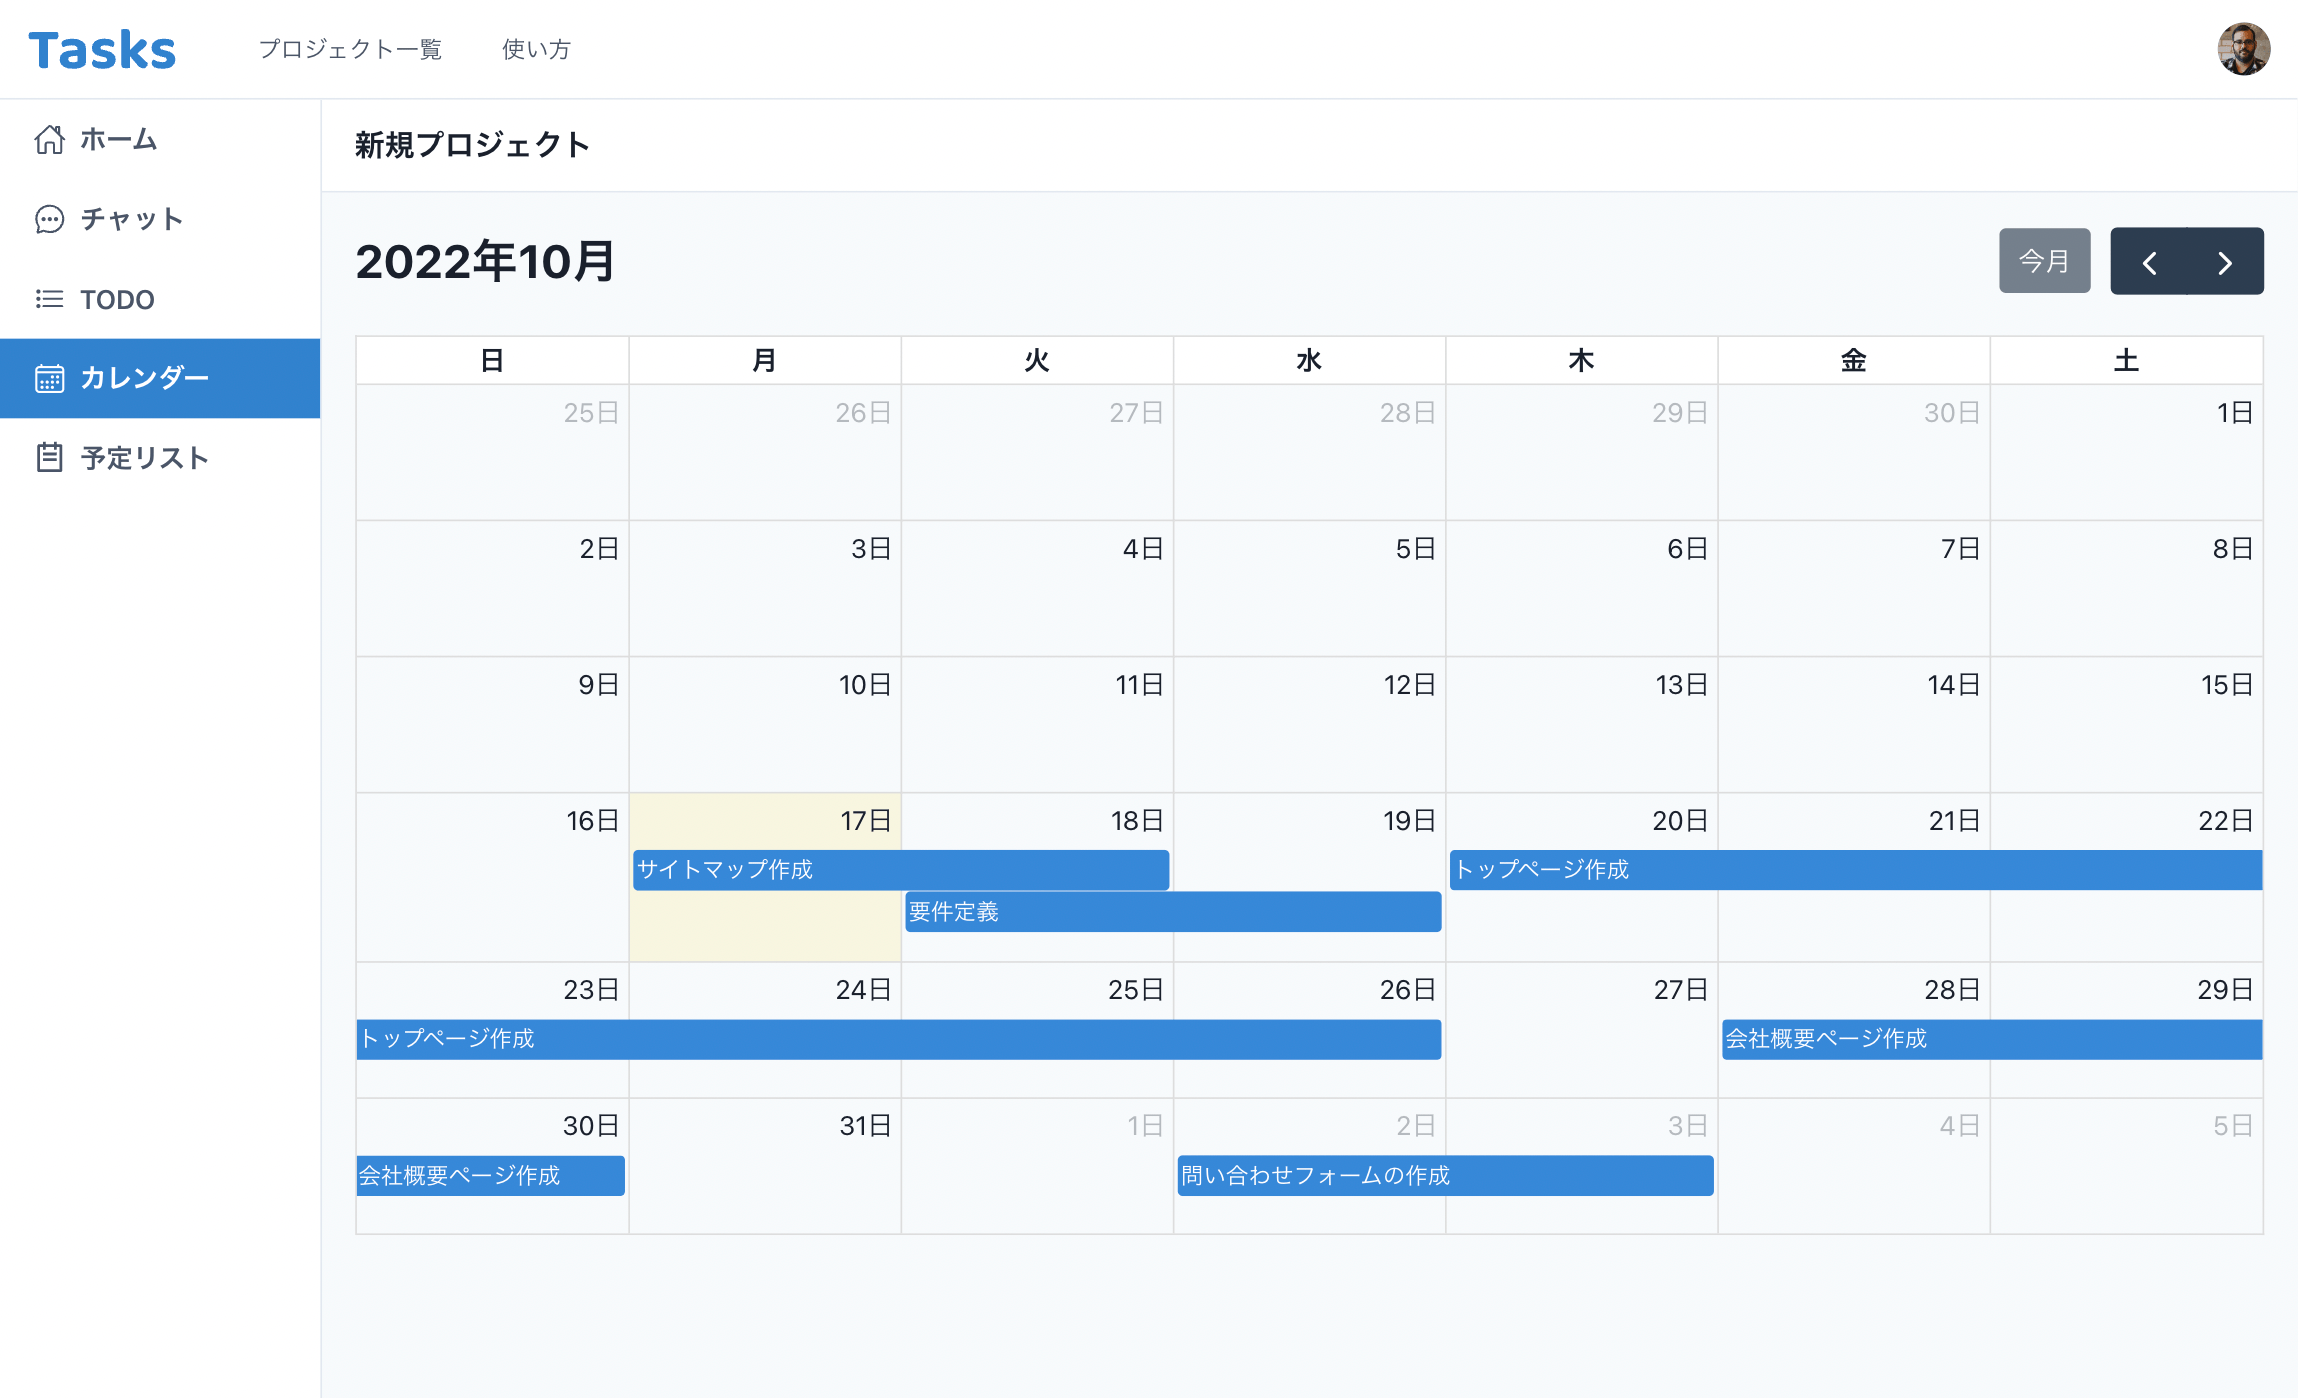 Tasks
プロジェクト一覧 使い方
ホーム
チャット
TODO
カレンダー
予定リスト
新規プロジェクト
2022年10月
今月
日 月 火 水 木 金 土
25日 26日 27日 28日 29日 30日 1日
2日 3日 4日 5日 6日 7日 8日
9日 10日 11日 12日 13日 14日 15日
16日 17日 18日 19日 20日 21日 22日
サイトマップ作成 トップページ作成
要件定義
23日 24日 25日 26日 27日 28日 29日
トップページ作成 会社概要ページ作成
30日 31日 1日 2日 3日 4日 5日
会社概要ページ作成 問い合わせフォームの作成